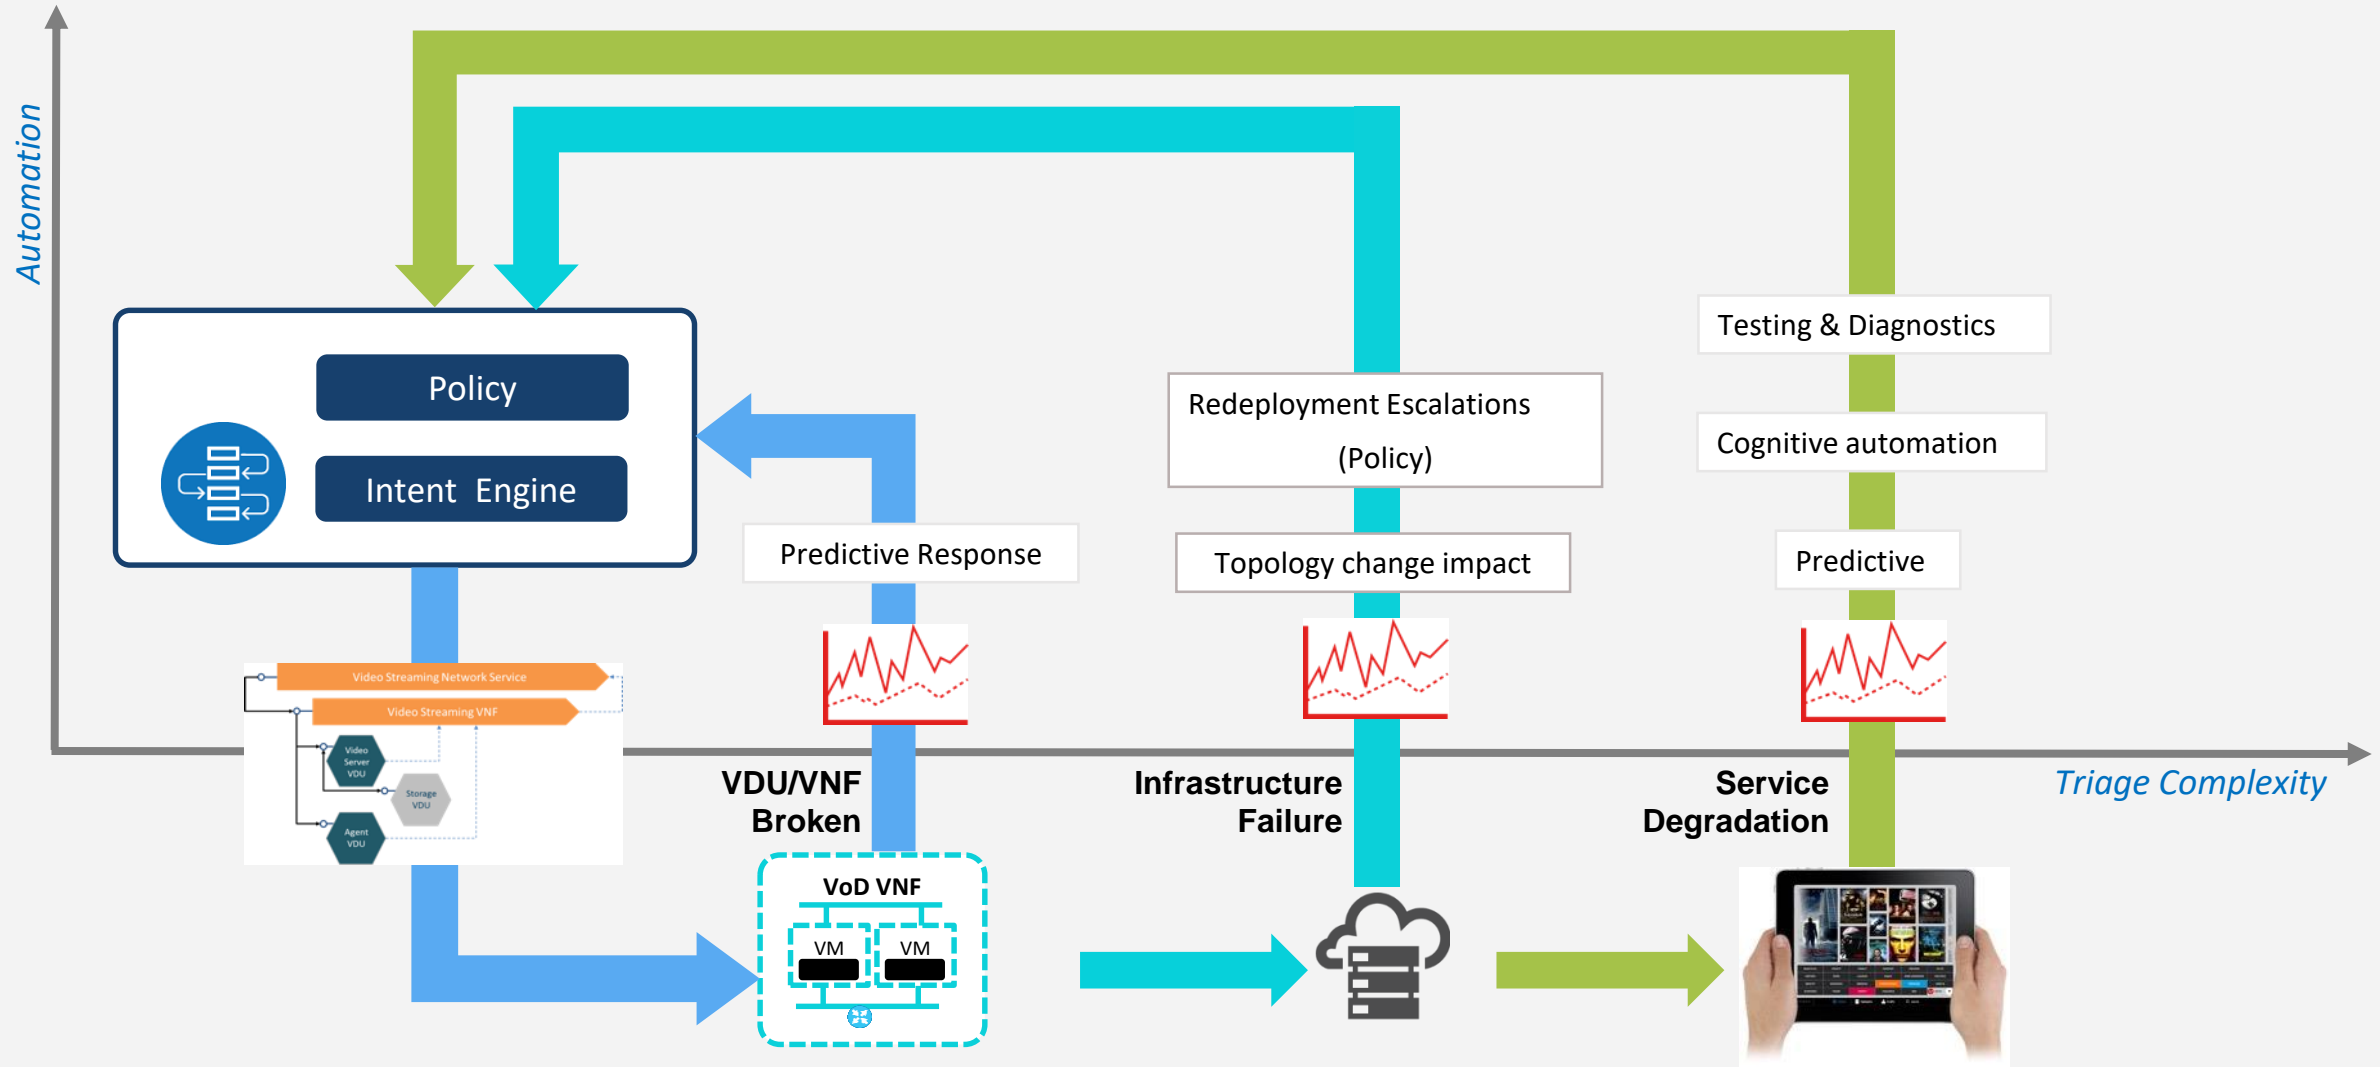 Automation
Policy
Intent Engine
Predictive Response
Redeployment Escalations
(Policy)
Topology change impact
Testing & Diagnostics
Cognitive automation
Predictive
Video Streaming Network Service
Video Streaming VNF
Video
Server
VDU
Storage
VDU
Agent
VDU
VDU/VNF
Broken
Infrastructure
Failure
Service
Degradation
Triage Complexity
VoD VNF
VM
VM